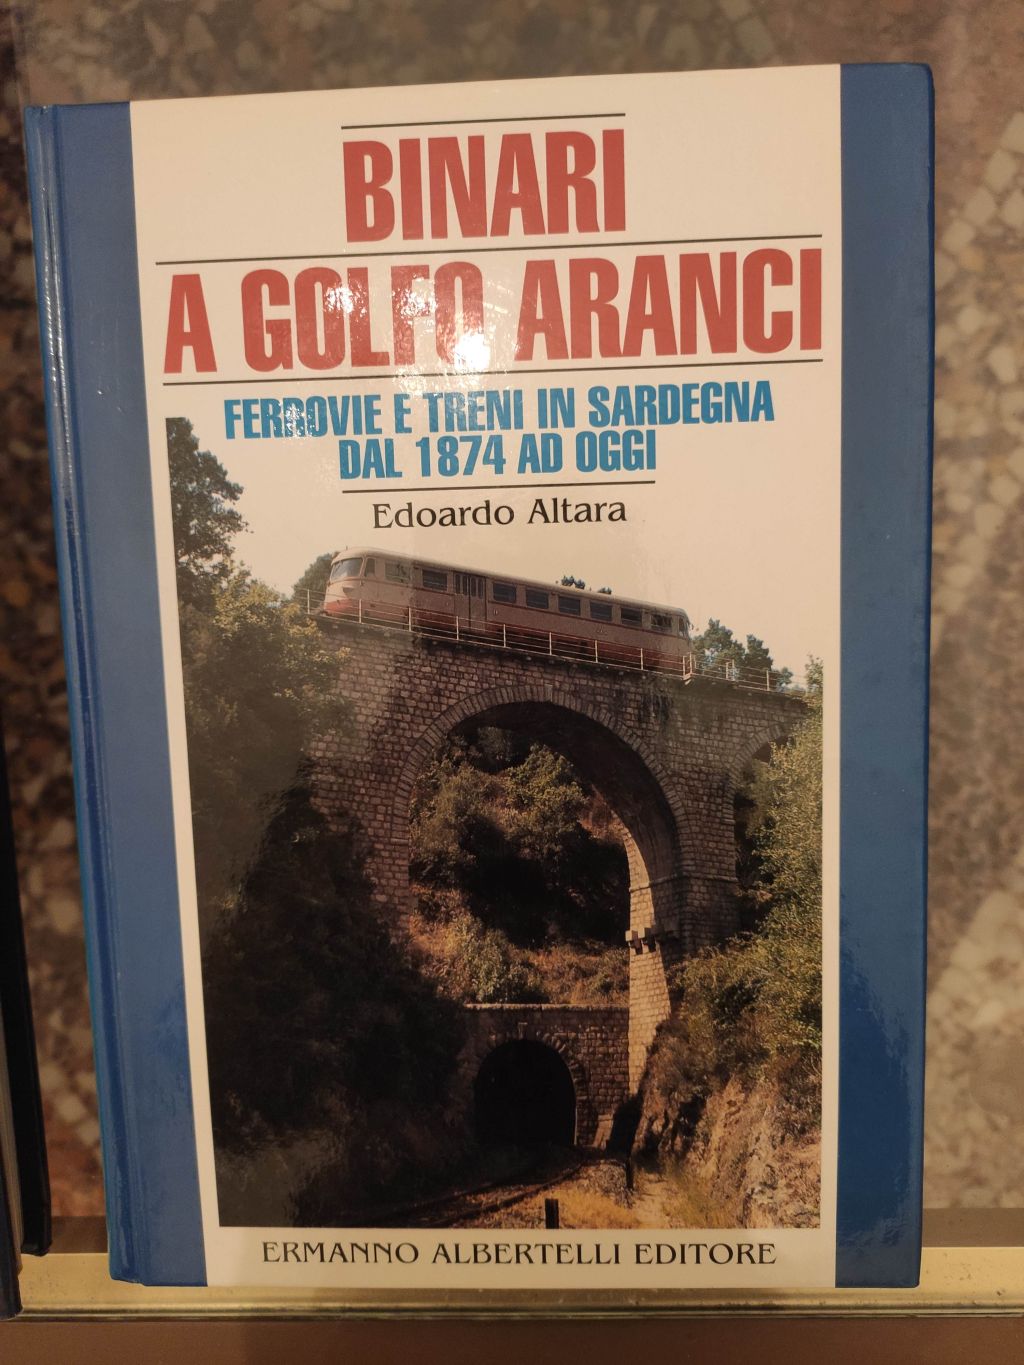 BINARI
A GOLFO ARANCI
FERROVIE E TRENI IN SARDEGNA
DAL 1874 AD OGGI
Edoardo Altara
ERMANNO ALBERTELLI EDITORE